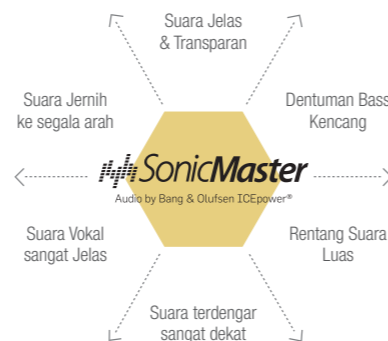 Suara Jelas
& Transparan
Suara Jernih
ke segala arah
Dentuman Bass
Kencang
SonicMaster
Audio by Bang & Olufsen ICEpower®
Suara Vokal
sangat Jelas
Rentang Suara
Luas
Suara terdengar
sangat dekat